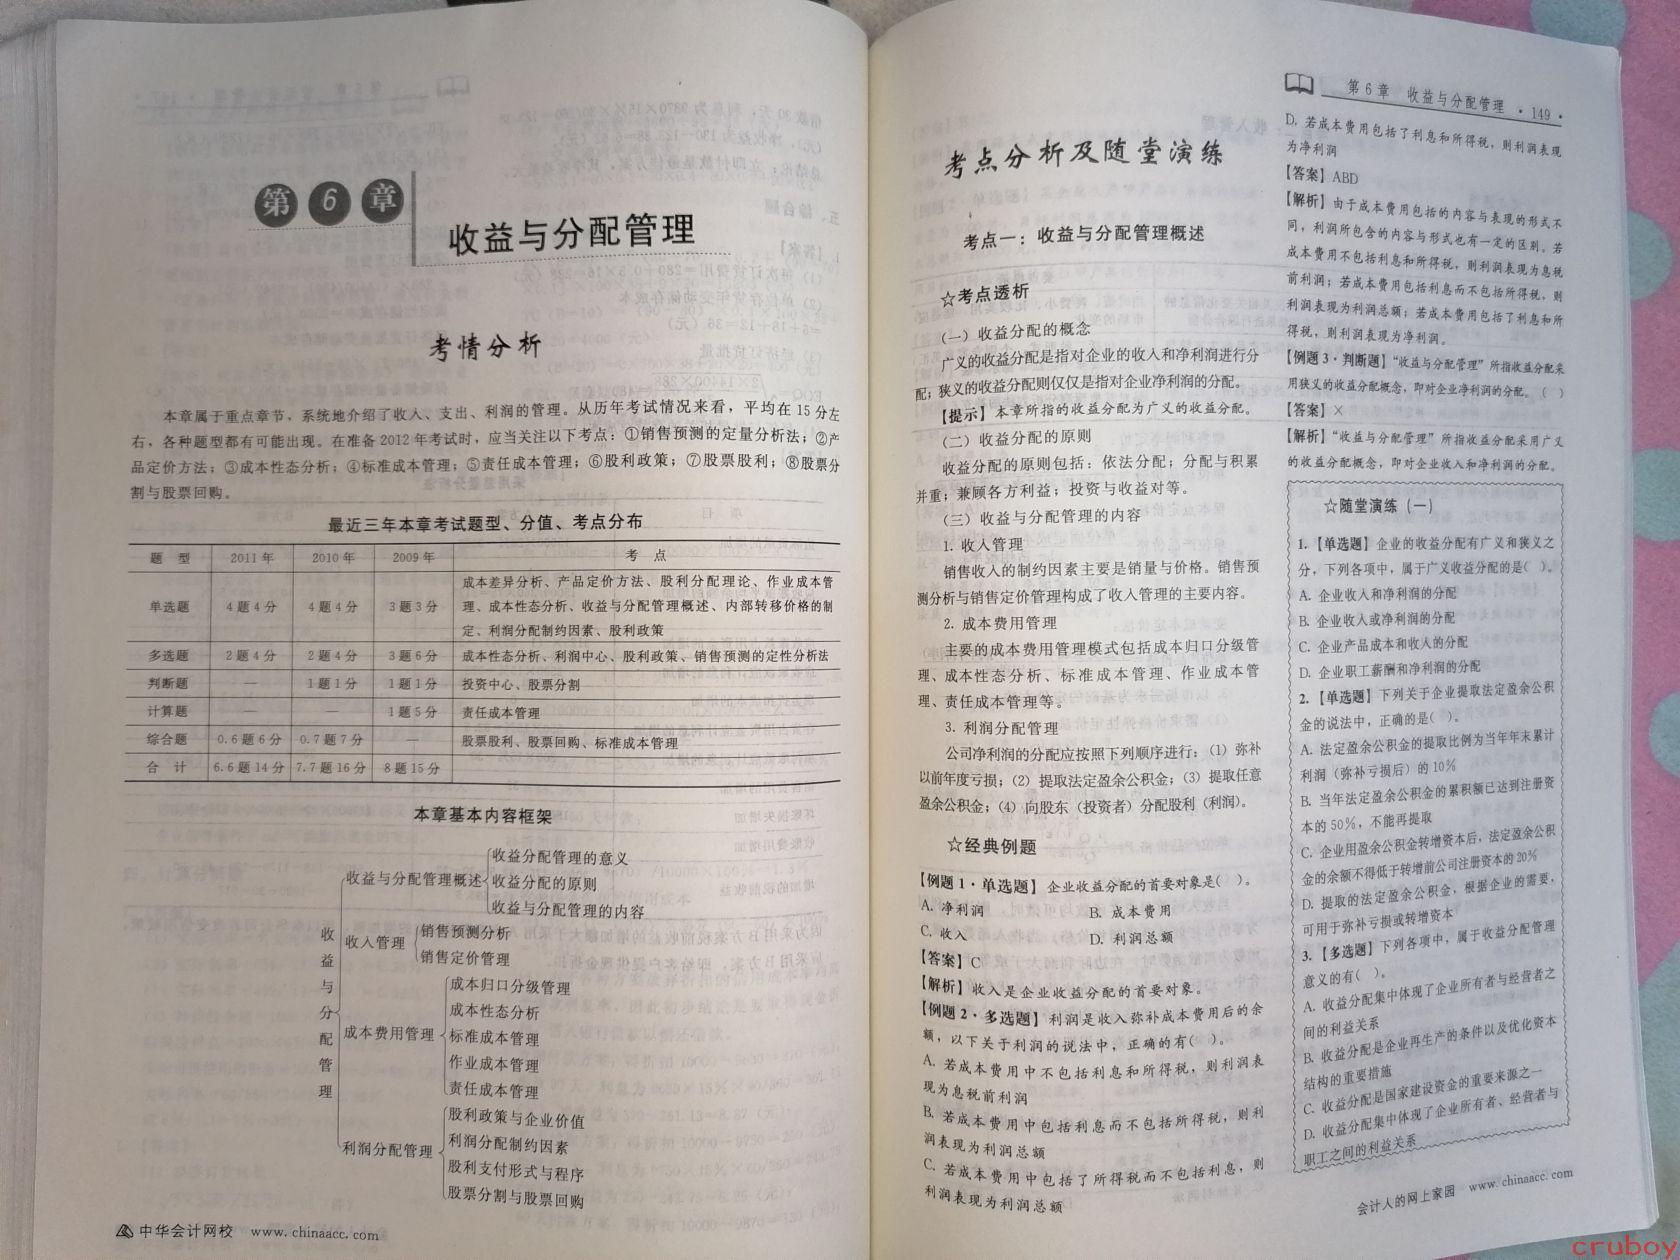 第6章
收益与分配管理
考情分析
本章属于重点章节，系统地介绍了收入、支出、利润的管理。从历年考试情况来看，平均在15分左
右，各种题型都有可能出现。在准备2012年考试时，应当关注以下考点：①销售预测的定量分析法；②产
品定价方法；③成本性态分析；④标准成本管理；⑤责任成本管理；⑥股利政策；⑦股票股利；⑧股票分
割与股票回购。
最近三年本章考试题型、分值、考点分布
题 型 2011年 2010年 2009年 考 点
单选题 4题4分 4题4分 3题3分 成本差异分析、产品定价方法、股利分配理论、作业成本管
理、成本性态分析、收益与分配管理概述、内部转移价格的制
定、利润分配制约因素、股利政策
多选题 2题4分 2题4分 3题6分 成本性态分析、利润中心、股利政策、销售预测的定性分析法
判断题 — 1题1分 1题1分 投资中心、股票分割
计算题 — — 1题5分 责任成本管理
综合题 0.6题6分 0.7题7分 — 股票股利、股票回购、标准成本管理
合 计 6.6题14分 7.7题16分 8题15分
本章基本内容框架
收益与分配管理
收益与分配管理概述
收益分配管理的意义
收益分配的原则
收益与分配管理的内容
收入管理
销售预测分析
销售定价管理
成本费用管理
成本归口分级管理
成本性态分析
标准成本管理
作业成本管理
责任成本管理
利润分配管理
股利政策与企业价值
利润分配制约因素
股利支付形式与程序
股票分割与股票回购
中华会计网校 www.chinaacc.com
第6章 收益与分配管理 ·149·
考点分析及随堂演练
考点一：收益与分配管理概述
☆考点透析
(一) 收益分配的概念
广义的收益分配是指对企业的收入和净利润进行分
配；狭义的收益分配则仅仅是指对企业净利润的分配。
【提示】本章所指的收益分配为广义的收益分配。
(二) 收益分配的原则
收益分配的原则包括：依法分配；分配与积累
并重；兼顾各方利益；投资与收益对等。
(三) 收益与分配管理的内容
1. 收入管理
销售收入的制约因素主要是销量与价格。销售预
测分析与销售定价管理构成了收入管理的主要内容。
2. 成本费用管理
主要的成本费用管理模式包括成本归口分级管
理、成本性态分析、标准成本管理、作业成本管
理、责任成本管理等。
3. 利润分配管理
公司净利润的分配应按照下列顺序进行：(1) 弥补
以前年度亏损；(2) 提取法定盈余公积金；(3) 提取任意
盈余公积金；(4) 向股东（投资者）分配股利（利润）。
☆经典例题
【例题1·单选题】企业收益分配的首要对象是( )。
A. 净利润 B. 成本费用
C. 收入 D. 利润总额
【答案】C
【解析】收入是企业收益分配的首要对象。
【例题2·多选题】利润是收入弥补成本费用后的余
额，以下关于利润的说法中，正确的有( )。
A. 若成本费用中不包括利息和所得税，则利润表
现为息税前利润
B. 若成本费用中包括利息而不包括所得税，则利
润表现为利润总额
C. 若成本费用中包括了所得税而不包括利息，则
利润表现为利润总额
D. 若成本费用包括了利息和所得税，则利润表现
为净利润
【答案】ABD
【解析】由于成本费用包括的内容与表现的形式不
同，利润所包含的内容与形式也有一定的区别。若
成本费用不包括利息和所得税，则利润表现为息税
前利润；若成本费用包括利息而不包括所得税，则
利润表现为利润总额；若成本费用包括了利息和所
得税，则利润表现为净利润。
【例题3·判断题】“收益与分配管理”所指收益分配采
用狭义的收益分配概念，即对企业净利润的分配。( )
【答案】×
【解析】“收益与分配管理”所指收益分配采用广义
的收益分配概念，即对企业收入和净利润的分配。
☆随堂演练（一）
1.【单选题】企业的收益分配有广义和狭义之
分，下列各项中，属于广义收益分配的是( )。
A. 企业收入和净利润的分配
B. 企业收入或净利润的分配
C. 企业产品成本和收入的分配
D. 企业职工薪酬和净利润的分配
2.【单选题】下列关于企业提取法定盈余公积
金的说法中，正确的是( )。
A. 法定盈余公积金的提取比例为当年年末累计
利润（弥补亏损后）的10%
B. 当年法定盈余公积的累积额已达到注册资
本的50%，不能再提取
C. 企业用盈余公积金转增资本后，法定盈余公积
金的余额不得低于转增前公司注册资本的20%
D. 提取的法定盈余公积金，根据企业的需要，
可用于弥补亏损或转增资本
3.【多选题】下列各项中，属于收益分配管理
意义的有( )。
A. 收益分配集中体现了企业所有者与经营者之
间的利益关系
B. 收益分配是企业再生产的条件以及优化资本
结构的重要措施
C. 收益分配是国家建设资金的重要来源之一
D. 收益分配集中体现了企业所有者、经营者与
职工之间的利益关系
会计人的网上家园 www.chinaacc.com
cruboy